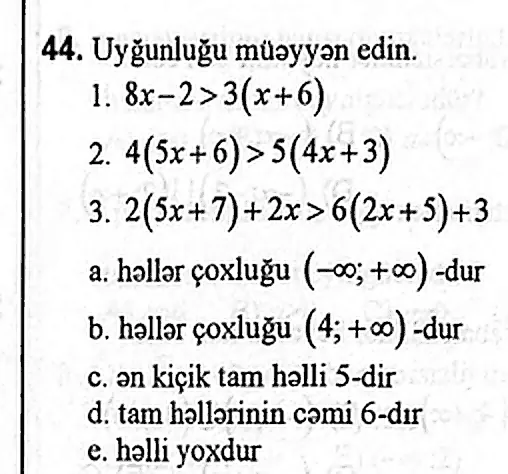 44. Uyğunluğu müəyyən edin.
1. 8x−2>3(x+6)
2. 4(5x+6)>5(4x+3)
3. 2(5x+7)+2x>6(2x+5)+3
a. həllər çoxluğu (−∞;+∞) -dur
b. həllər çoxluğu (4;+∞) -dur
c. ən kiçik tam həlli 5-dir
d. tam həllərinin cəmi 6-dır
e. həlli yoxdur